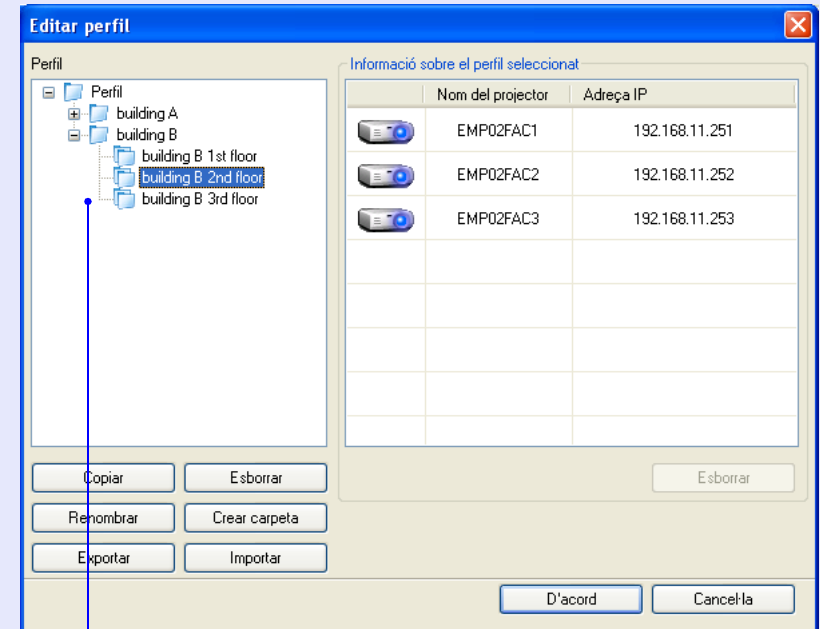 Editar perfil
Perfil
Perfil
building A
building B
building B 1st floor
building B 2nd floor
building B 3rd floor
Copiar
Esborrar
Renombrar
Crear carpeta
Exportar
Importar
Informació sobre el perfil seleccionat
Nom del projector Adreça IP
EMP02FAC1 192.168.11.251
EMP02FAC2 192.168.11.252
EMP02FAC3 192.168.11.253
Esborrar
D'acord
Cancel·la